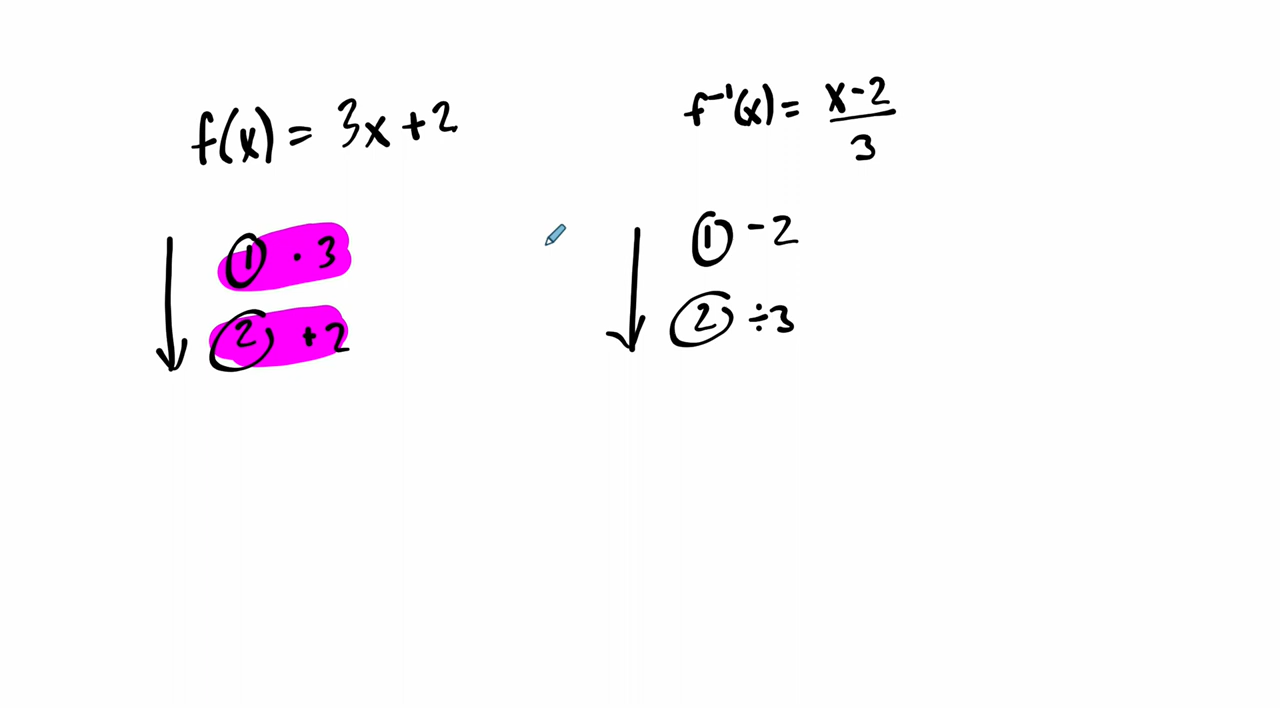 f(x) = 3x + 2
① · 3
② + 2
f⁻¹(x) = (x - 2)/3
① - 2
② ÷ 3